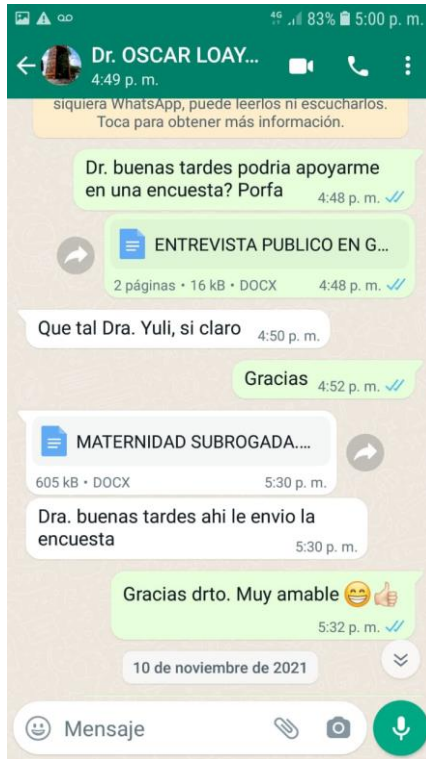 4G 83% 5:00 p. m.
Dr. OSCAR LOAY...
4:49 p. m.
siquiera WhatsApp, puede leerlos ni escucharlos.
Toca para obtener más información.
Dr. buenas tardes podria apoyarme
en una encuesta? Porfa 4:48 p. m.
ENTREVISTA PUBLICO EN G...
2 páginas • 16 kB • DOCX 4:48 p. m.
Que tal Dra. Yuli, si claro 4:50 p. m.
Gracias 4:52 p. m.
MATERNIDAD SUBROGADA....
605 kB • DOCX 5:30 p. m.
Dra. buenas tardes ahi le envio la
encuesta 5:30 p. m.
Gracias drto. Muy amable 😁👍
5:32 p. m.
10 de noviembre de 2021
Mensaje